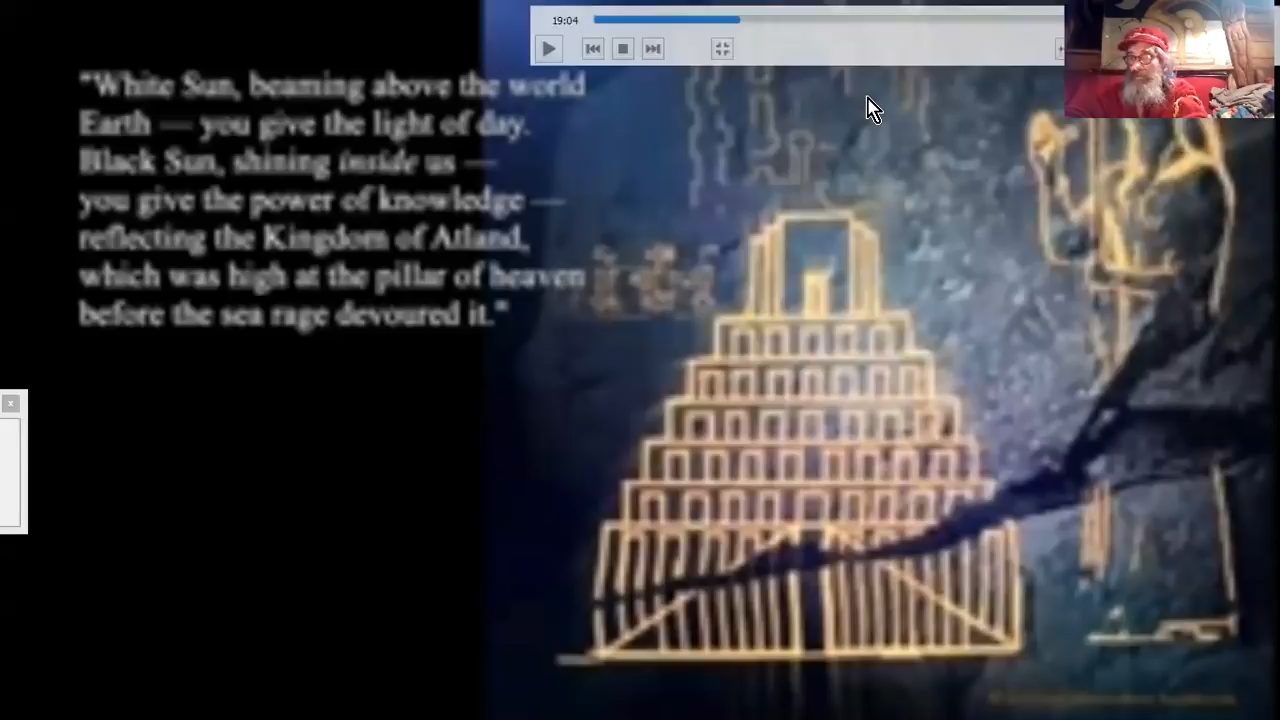 19:04
"White Sun, beaming above the world
Earth — you give the light of day.
Black Sun, shining inside us —
you give the power of knowledge —
reflecting the Kingdom of Atland,
which was high at the pillar of heaven
before the sea rage devoured it."